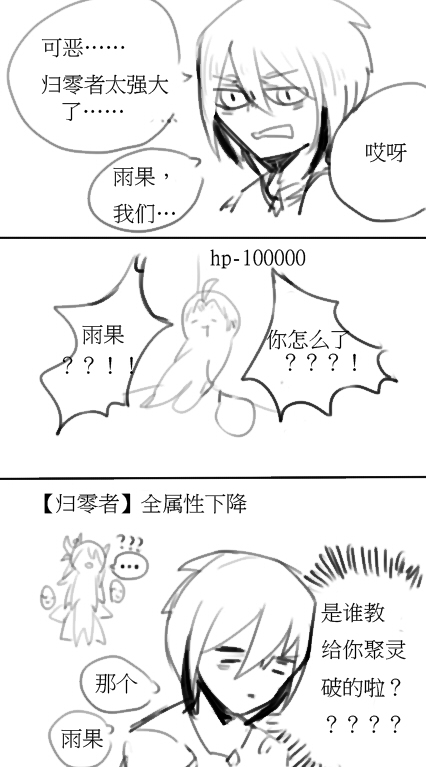 可恶……
归零者太强大
了……
哎呀
雨果，
我们…
hp-100000
雨果
？？！！
你怎么了
？？？！
【归零者】全属性下降
???
…
是谁教
给你聚灵
破的啦？
？？？？
那个
雨果